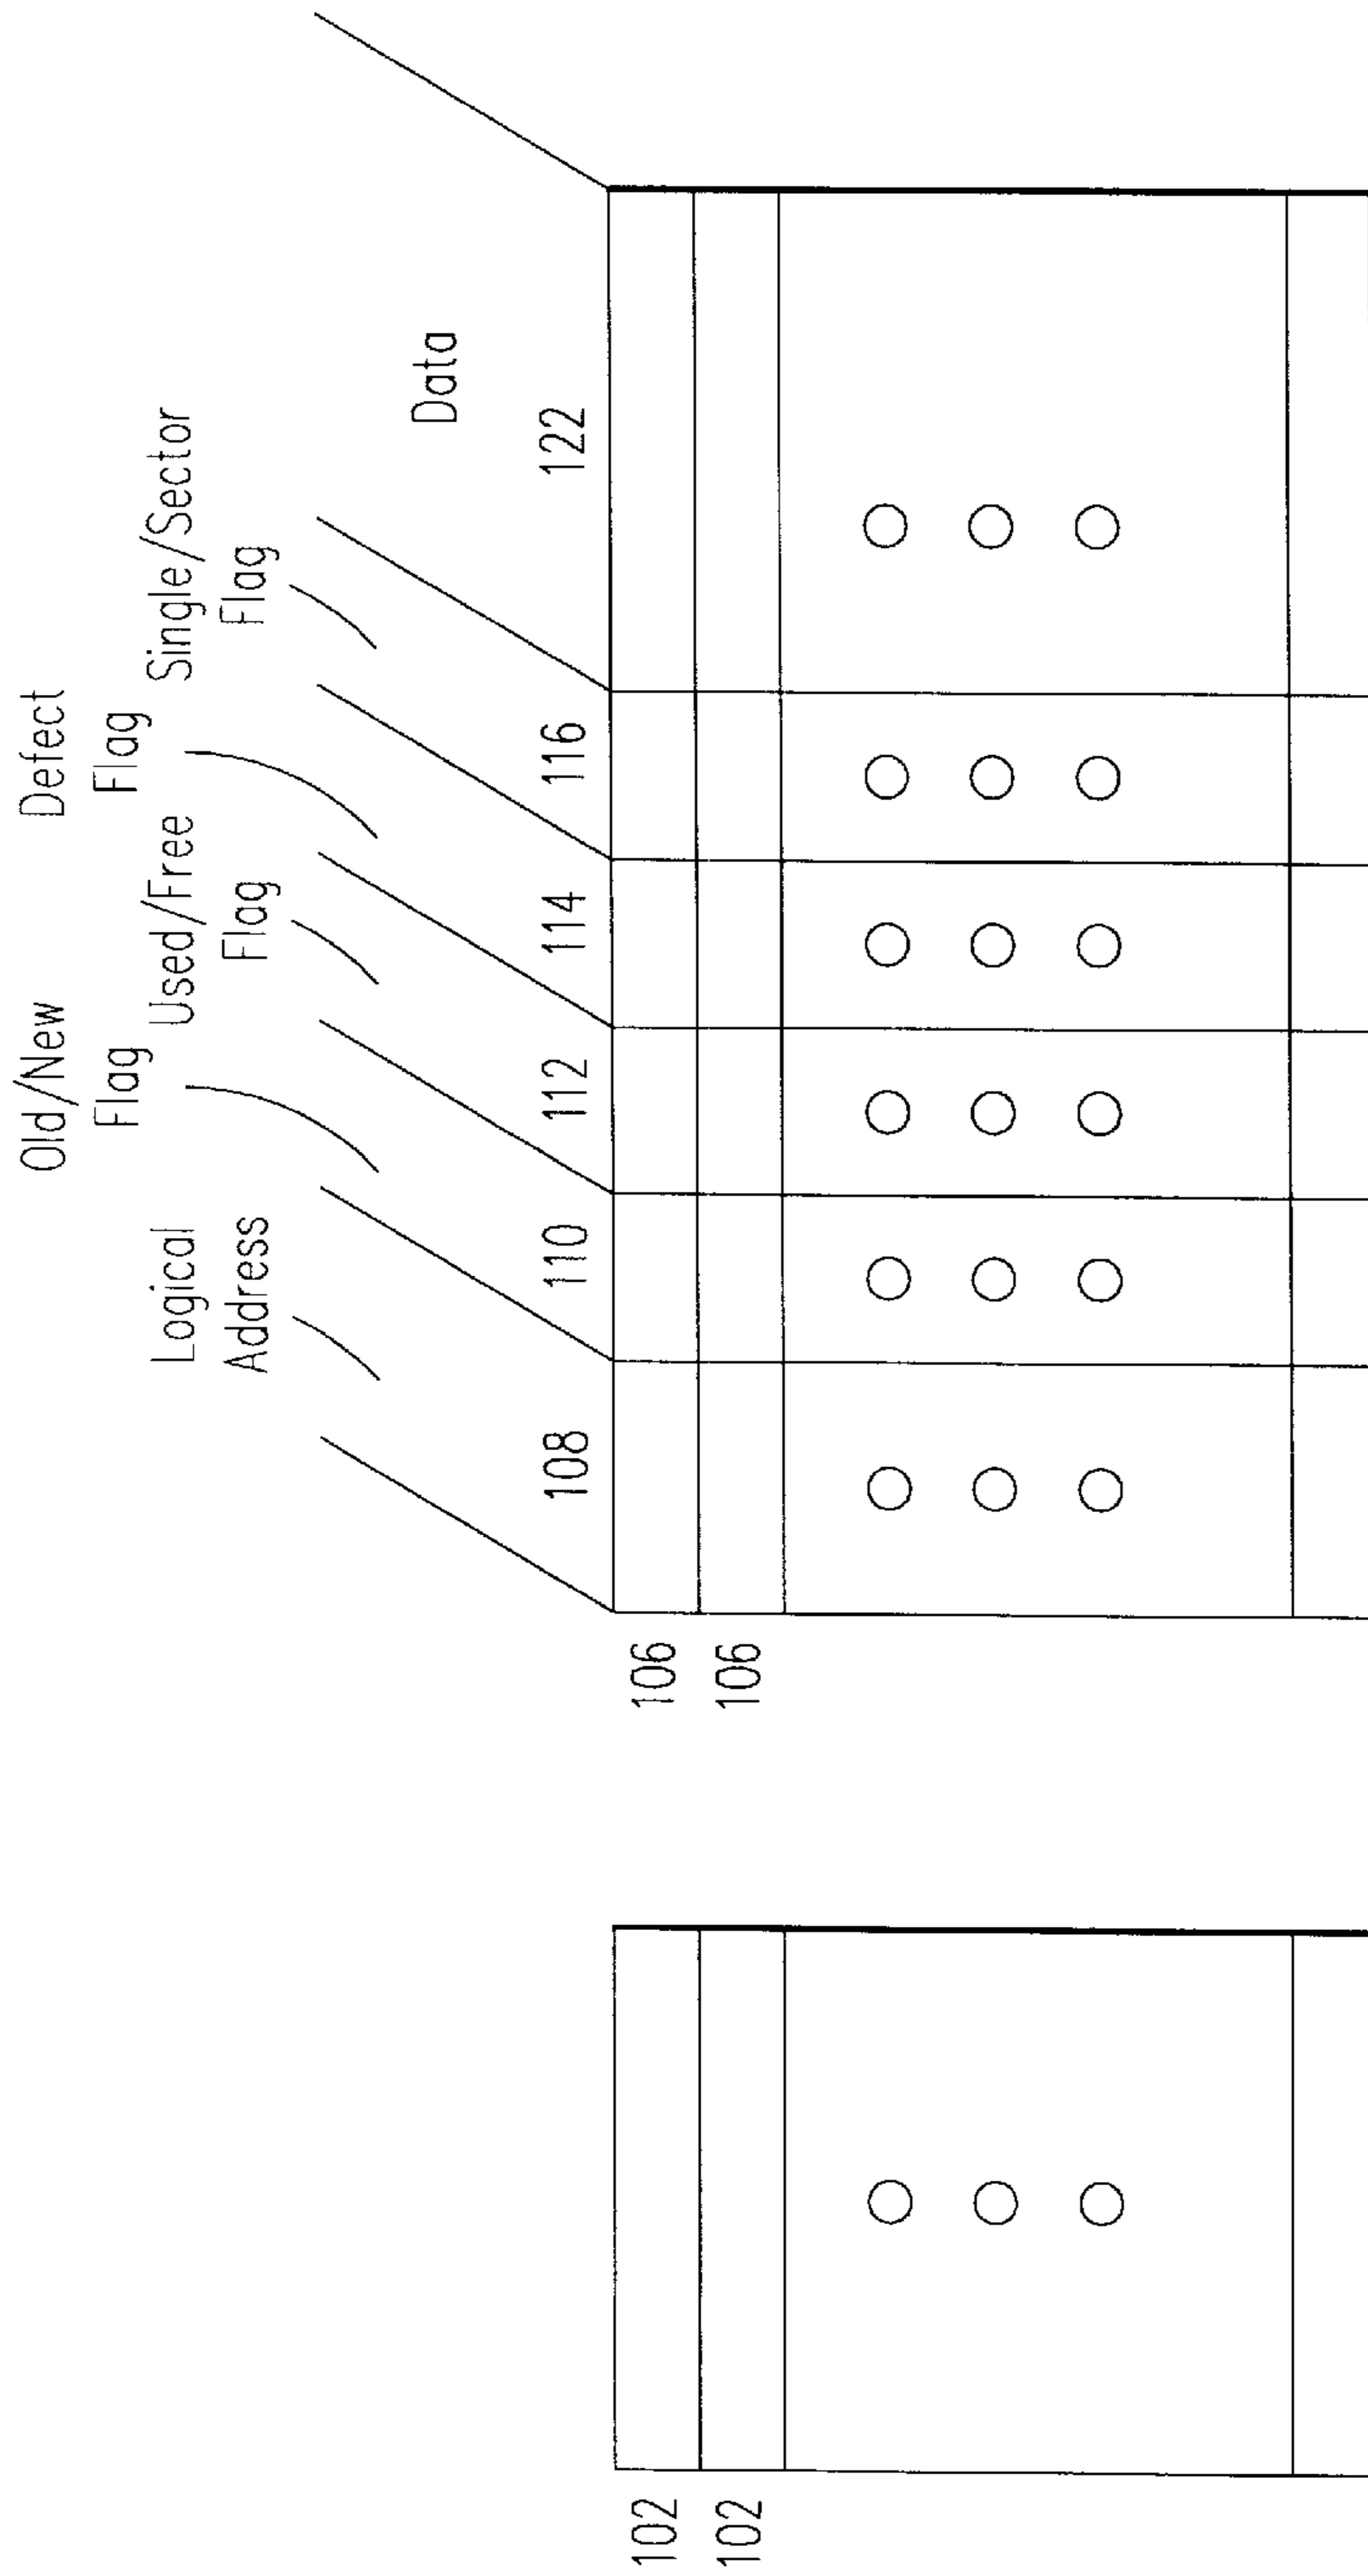 Old/New
Flag
Defect
Flag
Logical
Address
Used/Free
Flag
Single/Sector
Flag
Data
108
110
112
114
116
122
102
106
102
106